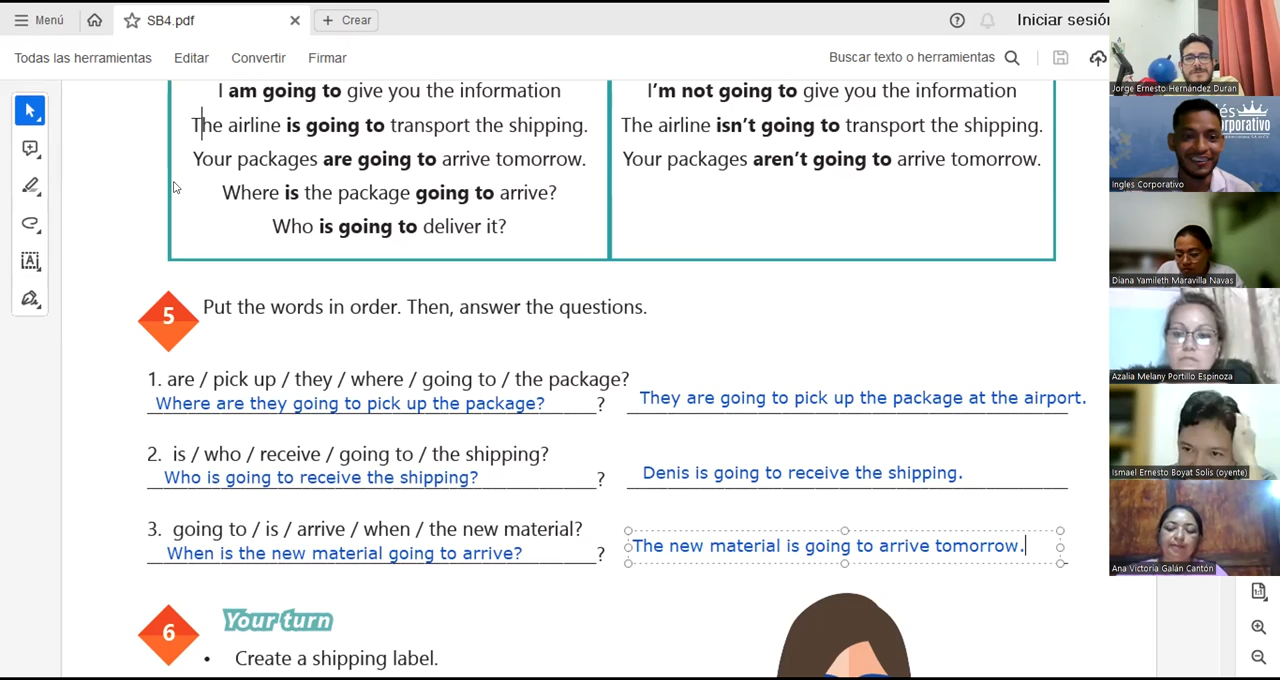 Menú
SB4.pdf
Crear
Iniciar sesión
Todas las herramientas
Editar
Convertir
Firmar
Buscar texto o herramientas
I am going to give you the information
I'm not going to give you the information
The airline is going to transport the shipping.
The airline isn't going to transport the shipping.
Your packages are going to arrive tomorrow.
Your packages aren't going to arrive tomorrow.
Where is the package going to arrive?
Who is going to deliver it?
5
Put the words in order. Then, answer the questions.
1. are / pick up / they / where / going to / the package?
Where are they going to pick up the package? ?
They are going to pick up the package at the airport.
2. is / who / receive / going to / the shipping?
Who is going to receive the shipping? ?
Denis is going to receive the shipping.
3. going to / is / arrive / when / the new material?
When is the new material going to arrive? ?
The new material is going to arrive tomorrow.
6
Your turn
• Create a shipping label.
Jorge Ernesto Hernández Duran
Ingles Corporativo
Diana Yamileth Maravilla Navas
Azalia Melany Portillo Espinoza
Ismael Ernesto Boyat Solis (oyente)
Ana Victoria Galán Cantón